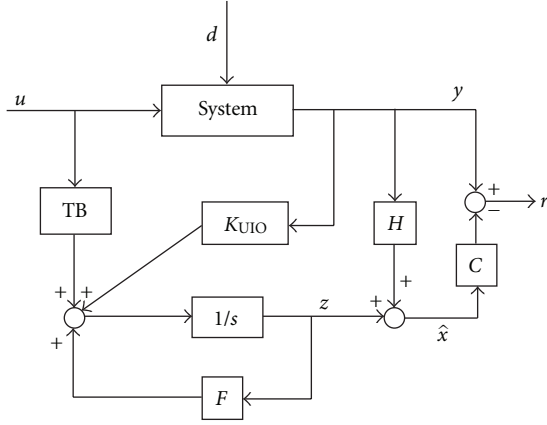 d
u
System
y
TB
K_UIO
H
+
−
r
C
+
+
+
+
+
1/s
z
x̂
F